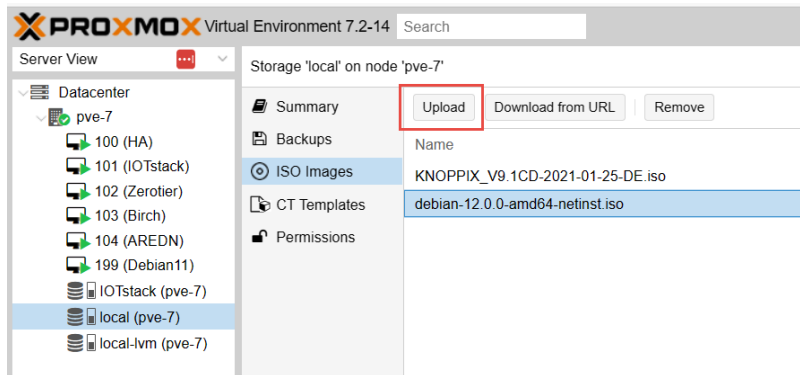 PROXMOX Virtual Environment 7.2-14 Search
Server View
Storage 'local' on node 'pve-7'
Datacenter
pve-7
100 (HA)
101 (IOTstack)
102 (Zerotier)
103 (Birch)
104 (AREDN)
199 (Debian11)
IOTstack (pve-7)
local (pve-7)
local-lvm (pve-7)
Summary
Backups
ISO Images
CT Templates
Permissions
Upload Download from URL Remove
Name
KNOPPIX_V9.1CD-2021-01-25-DE.iso
debian-12.0.0-amd64-netinst.iso